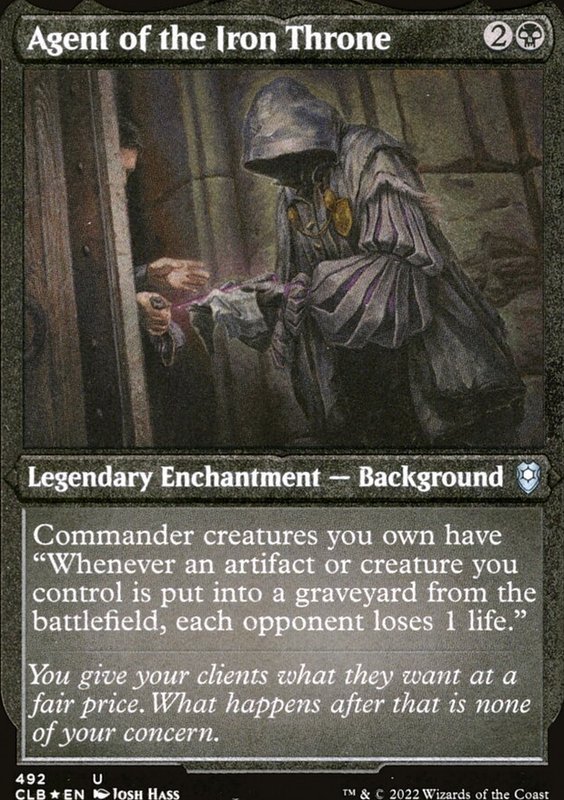 Agent of the Iron Throne 2
Legendary Enchantment — Background
Commander creatures you own have
“Whenever an artifact or creature you
control is put into a graveyard from the
battlefield, each opponent loses 1 life.”
You give your clients what they want at a
fair price. What happens after that is none
of your concern.
492 U
CLB★EN Josh Hass ™ & © 2022 Wizards of the Coast